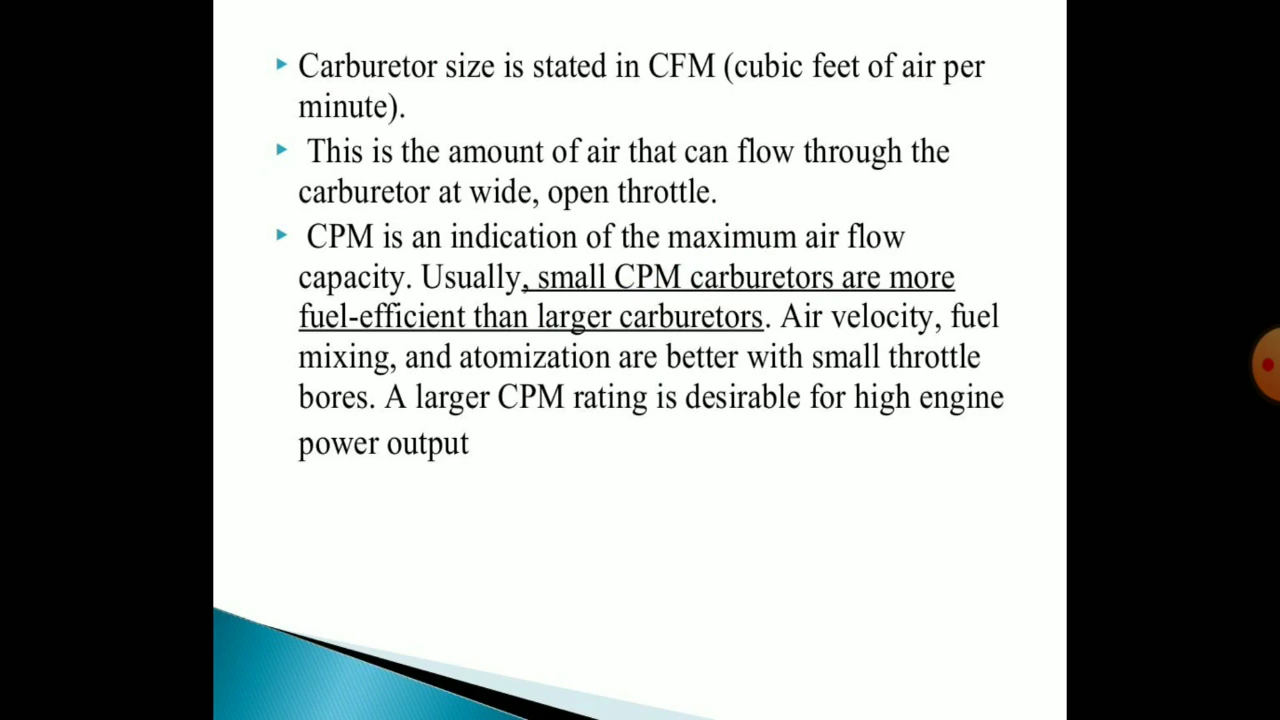 Carburetor size is stated in CFM (cubic feet of air per
minute).
This is the amount of air that can flow through the
carburetor at wide, open throttle.
CPM is an indication of the maximum air flow
capacity. Usually, small CPM carburetors are more
fuel-efficient than larger carburetors. Air velocity, fuel
mixing, and atomization are better with small throttle
bores. A larger CPM rating is desirable for high engine
power output